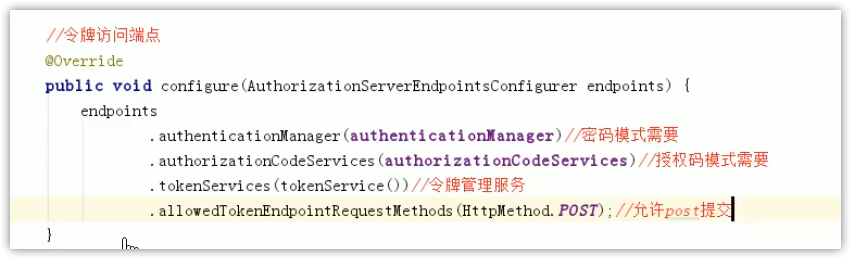 //令牌访问端点
@Override
public void configure(AuthorizationServerEndpointsConfigurer endpoints) {
endpoints
.authenticationManager(authenticationManager)//密码模式需要
.authorizationCodeServices(authorizationCodeServices)//授权码模式需要
.tokenServices(tokenService())//令牌管理服务
.allowedTokenEndpointRequestMethods(HttpMethod.POST);//允许post提交
}